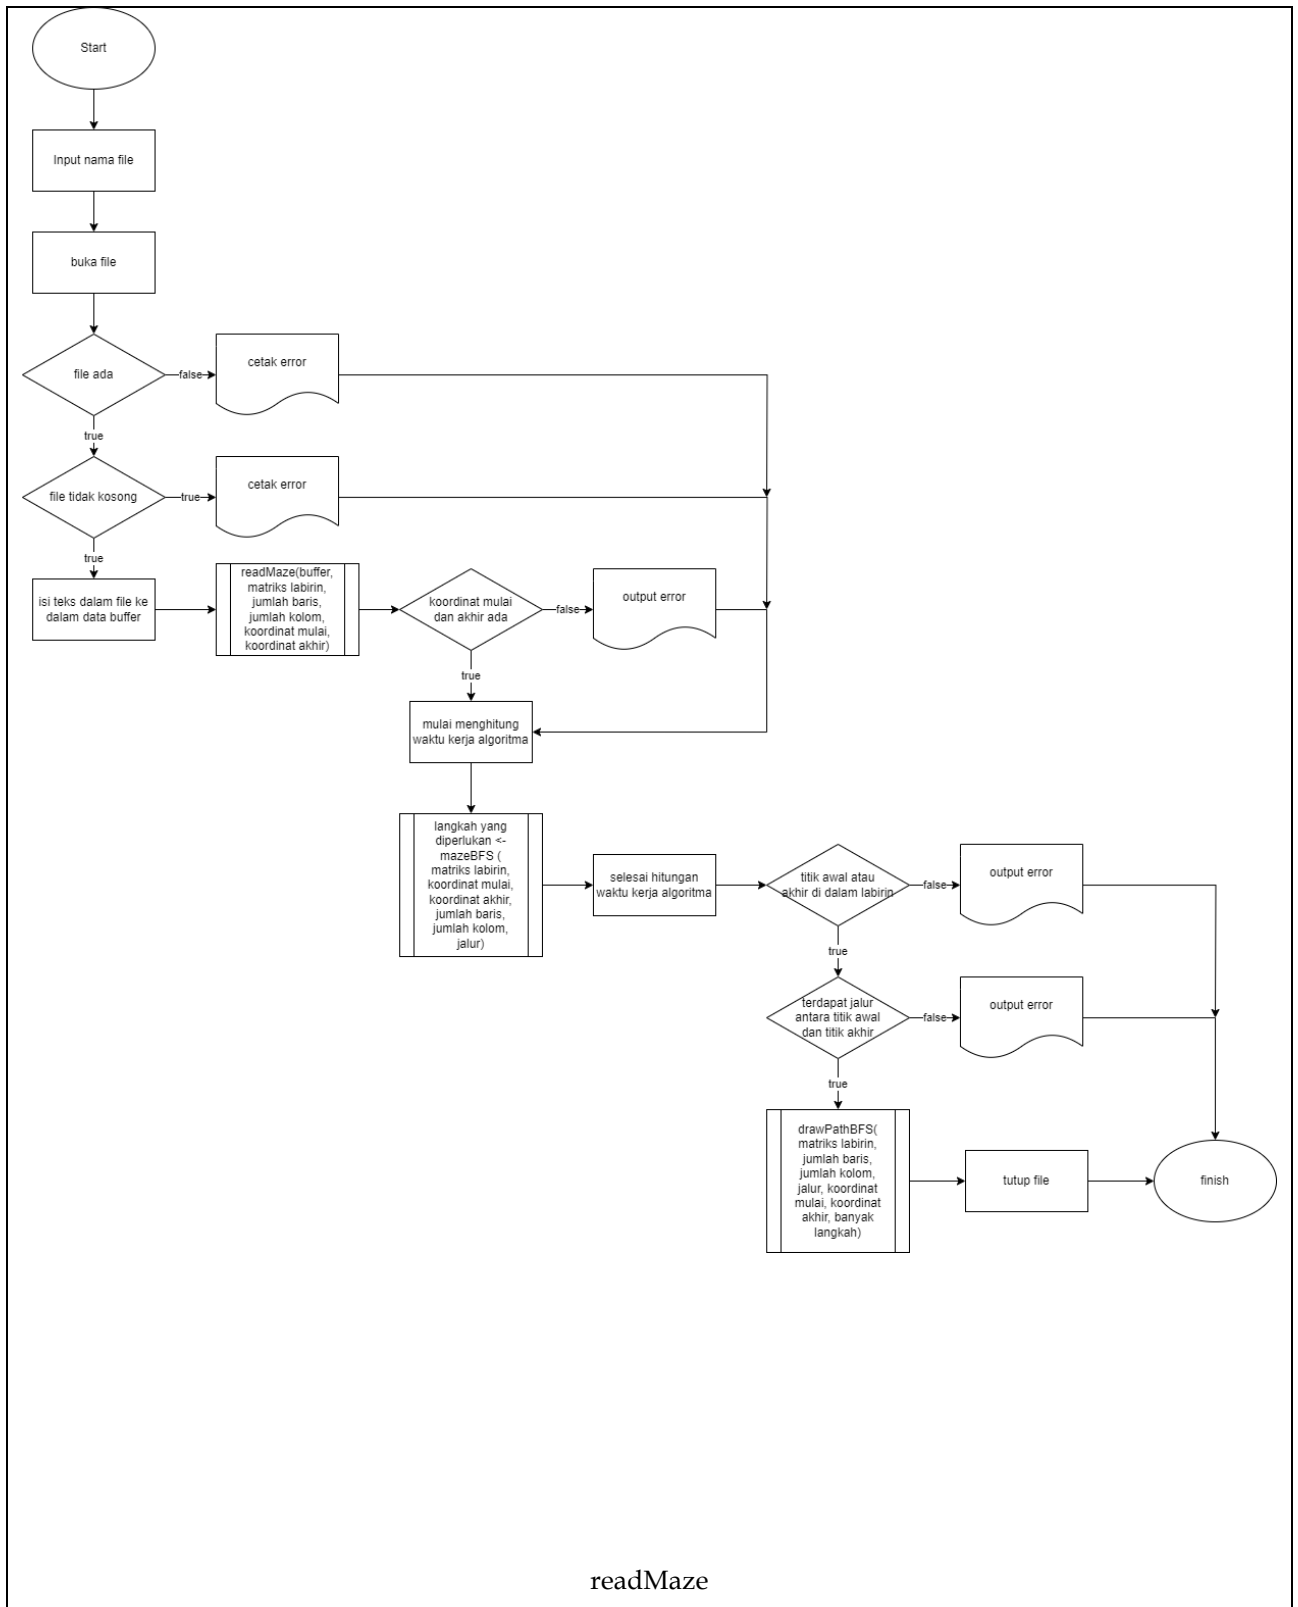 Start
Input nama file
buka file
file ada
false
cetak error
true
file tidak kosong
true
cetak error
true
isi teks dalam file ke
dalam data buffer
readMaze(buffer,
matriks labirin,
jumlah baris,
jumlah kolom,
koordinat mulai,
koordinat akhir)
koordinat mulai
dan akhir ada
false
output error
true
mulai menghitung
waktu kerja algoritma
langkah yang
diperlukan <-
mazeBFS (
matriks labirin,
koordinat mulai,
koordinat akhir,
jumlah baris,
jumlah kolom,
jalur)
selesai hitungan
waktu kerja algoritma
titik awal atau
akhir di dalam labirin
false
output error
true
terdapat jalur
antara titik awal
dan titik akhir
false
output error
true
drawPathBFS(
matriks labirin,
jumlah baris,
jumlah kolom,
jalur, koordinat
mulai, koordinat
akhir, banyak
langkah)
tutup file
finish
readMaze